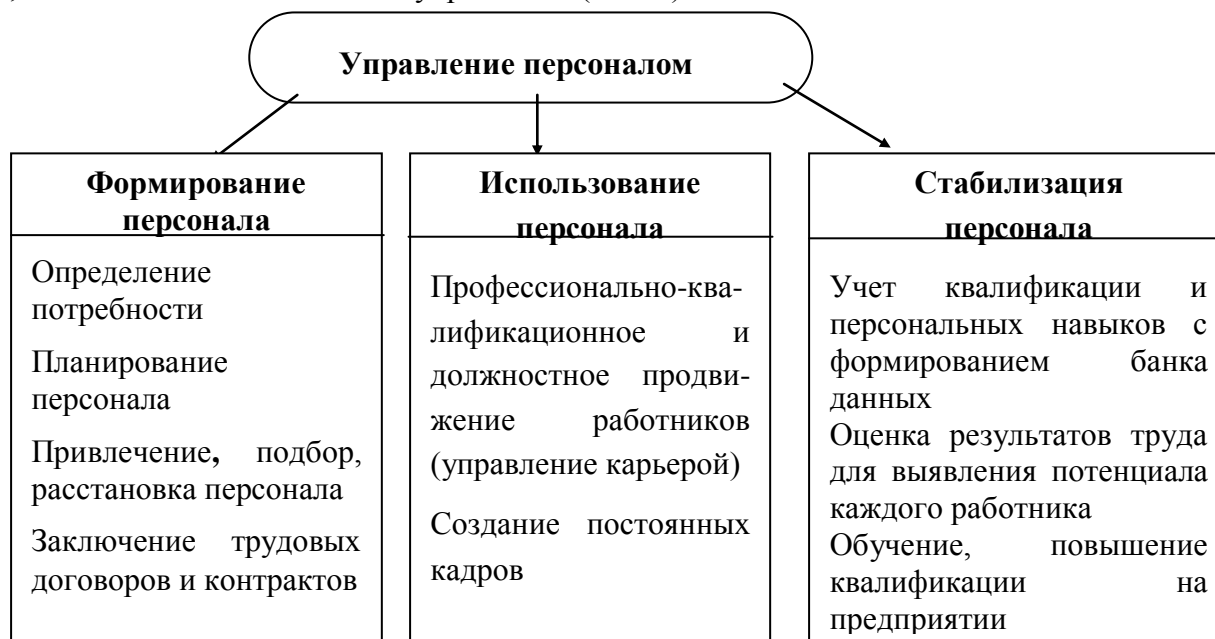 Управление персоналом
Формирование
персонала
Определение
потребности
Планирование
персонала
Привлечение, подбор,
расстановка персонала
Заключение трудовых
договоров и контрактов
Использование
персонала
Профессионально-ква-
лификационное и
должностное продви-
жение работников
(управление карьерой)
Создание постоянных
кадров
Стабилизация
персонала
Учет квалификации и
персональных навыков с
формированием банка
данных
Оценка результатов труда
для выявления потенциала
каждого работника
Обучение, повышение
квалификации на
предприятии